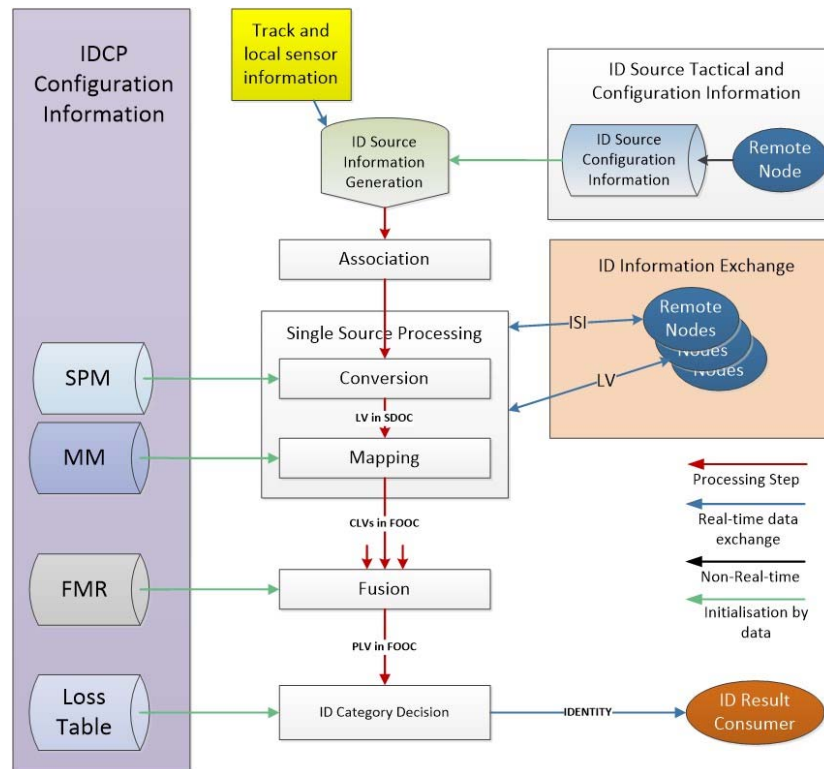 IDCP
Configuration
Information
Track and
local sensor
information
ID Source Tactical and
Configuration Information
ID Source
Information
Generation
ID Source
Configuration
Information
Remote
Node
Association
ID Information Exchange
Single Source Processing
ISI
Remote
Nodes
Nodes
Nodes
SPM
Conversion
LV
LV in SDOC
MM
Mapping
CLVs in FOOC
Processing Step
Real-time data
exchange
FMR
Fusion
Non-Real-time
Initialisation by
data
PLV in FOOC
Loss
Table
ID Category Decision
IDENTITY
ID Result
Consumer